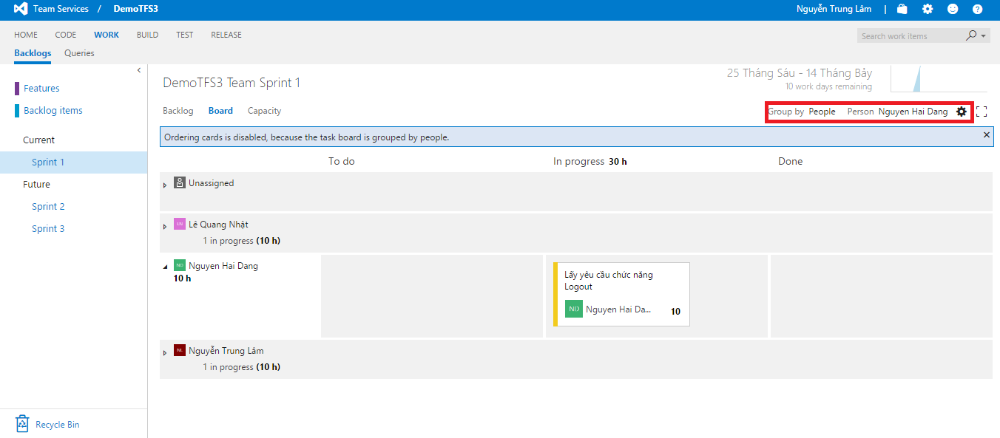 Team Services / DemoTFS3 Nguyễn Trung Lâm |
HOME CODE WORK BUILD TEST RELEASE Search work items
Backlogs Queries
Features
Backlog items
Current
Sprint 1
Future
Sprint 2
Sprint 3
Recycle Bin
DemoTFS3 Team Sprint 1
25 Tháng Sáu - 14 Tháng Bảy
10 work days remaining
Backlog Board Capacity
Group by People Person Nguyen Hai Dang
Ordering cards is disabled, because the task board is grouped by people.
To do In progress 30 h Done
Unassigned
LN Lê Quang Nhật
1 in progress (10 h)
ND Nguyen Hai Dang
10 h
Lấy yêu cầu chức năng
Logout
ND Nguyen Hai Da... 10
NL Nguyễn Trung Lâm
1 in progress (10 h)